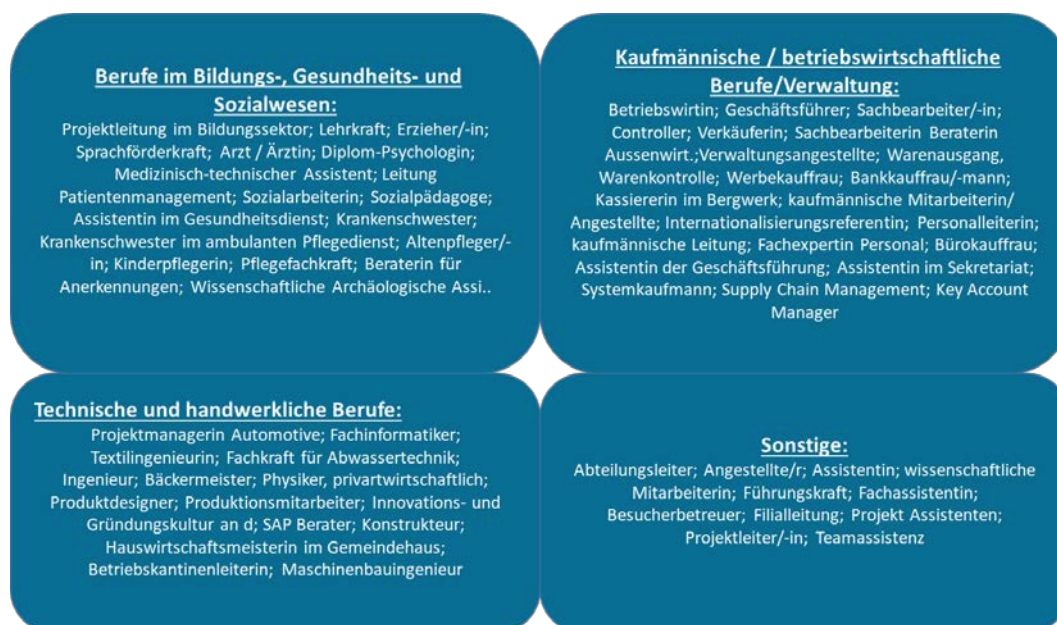 Berufe im Bildungs-, Gesundheits- und
Sozialwesen:
Projektleitung im Bildungssektor; Lehrkraft; Erzieher/-in;
Sprachförderkraft; Arzt / Ärztin; Diplom-Psychologin;
Medizinisch-technischer Assistent; Leitung
Patientenmanagement; Sozialarbeiterin; Sozialpädagoge;
Assistentin im Gesundheitsdienst; Krankenschwester;
Krankenschwester im ambulanten Pflegedienst; Altenpfleger/-
in; Kinderpflegerin; Pflegefachkraft; Beraterin für
Anerkennungen; Wissenschaftliche Archäologische Assi..
Kaufmännische / betriebswirtschaftliche
Berufe/Verwaltung:
Betriebswirtin; Geschäftsführer; Sachbearbeiter/-in;
Controller; Verkäuferin; Sachbearbeiterin Beraterin
Aussenwirt.;Verwaltungsangestellte; Warenausgang,
Warenkontrolle; Werbekauffrau; Bankkauffrau/-mann;
Kassiererin im Bergwerk; kaufmännische Mitarbeiterin/
Angestellte; Internationalisierungsreferentin; Personalleiterin;
kaufmännische Leitung; Fachexpertin Personal; Bürokauffrau;
Assistentin der Geschäftsführung; Assistentin im Sekretariat;
Systemkaufmann; Supply Chain Management; Key Account
Manager
Technische und handwerkliche Berufe:
Projektmanagerin Automotive; Fachinformatiker;
Textilingenieurin; Fachkraft für Abwassertechnik;
Ingenieur; Bäckermeister; Physiker, privartwirtschaftlich;
Produktdesigner; Produktionsmitarbeiter; Innovations- und
Gründungskultur an d; SAP Berater; Konstrukteur;
Hauswirtschaftsmeisterin im Gemeindehaus;
Betriebskantinenleiterin; Maschinenbauingenieur
Sonstige:
Abteilungsleiter; Angestellte/r; Assistentin; wissenschaftliche
Mitarbeiterin; Führungskraft; Fachassistentin;
Besucherbetreuer; Filialleitung; Projekt Assistenten;
Projektleiter/-in; Teamassistenz